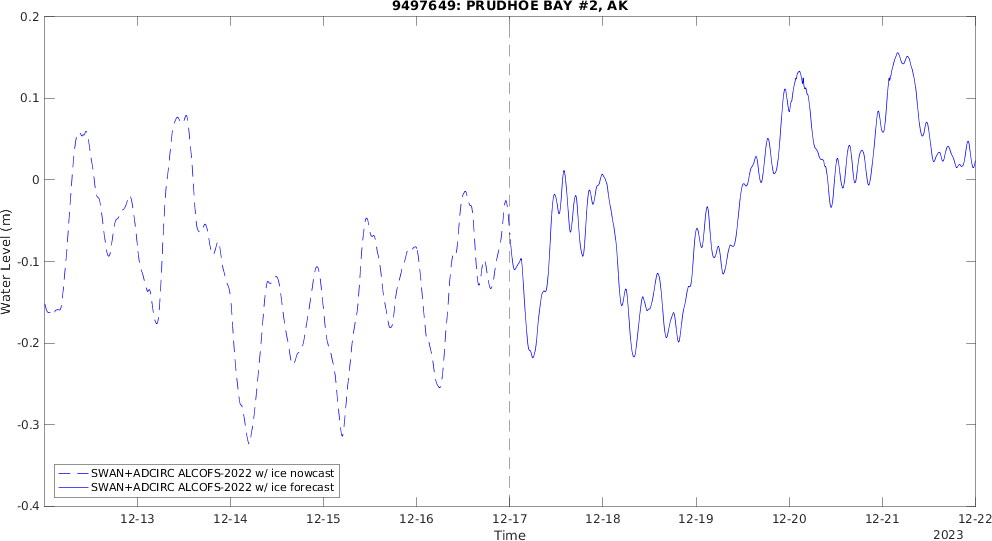 9497649: PRUDHOE BAY #2, AK
Water Level (m)
0.2
0.1
0
-0.1
-0.2
-0.3
-0.4
SWAN+ADCIRC ALCOFS-2022 w/ ice nowcast
SWAN+ADCIRC ALCOFS-2022 w/ ice forecast
12-13 12-14 12-15 12-16 12-17 12-18 12-19 12-20 12-21 12-22
Time
2023